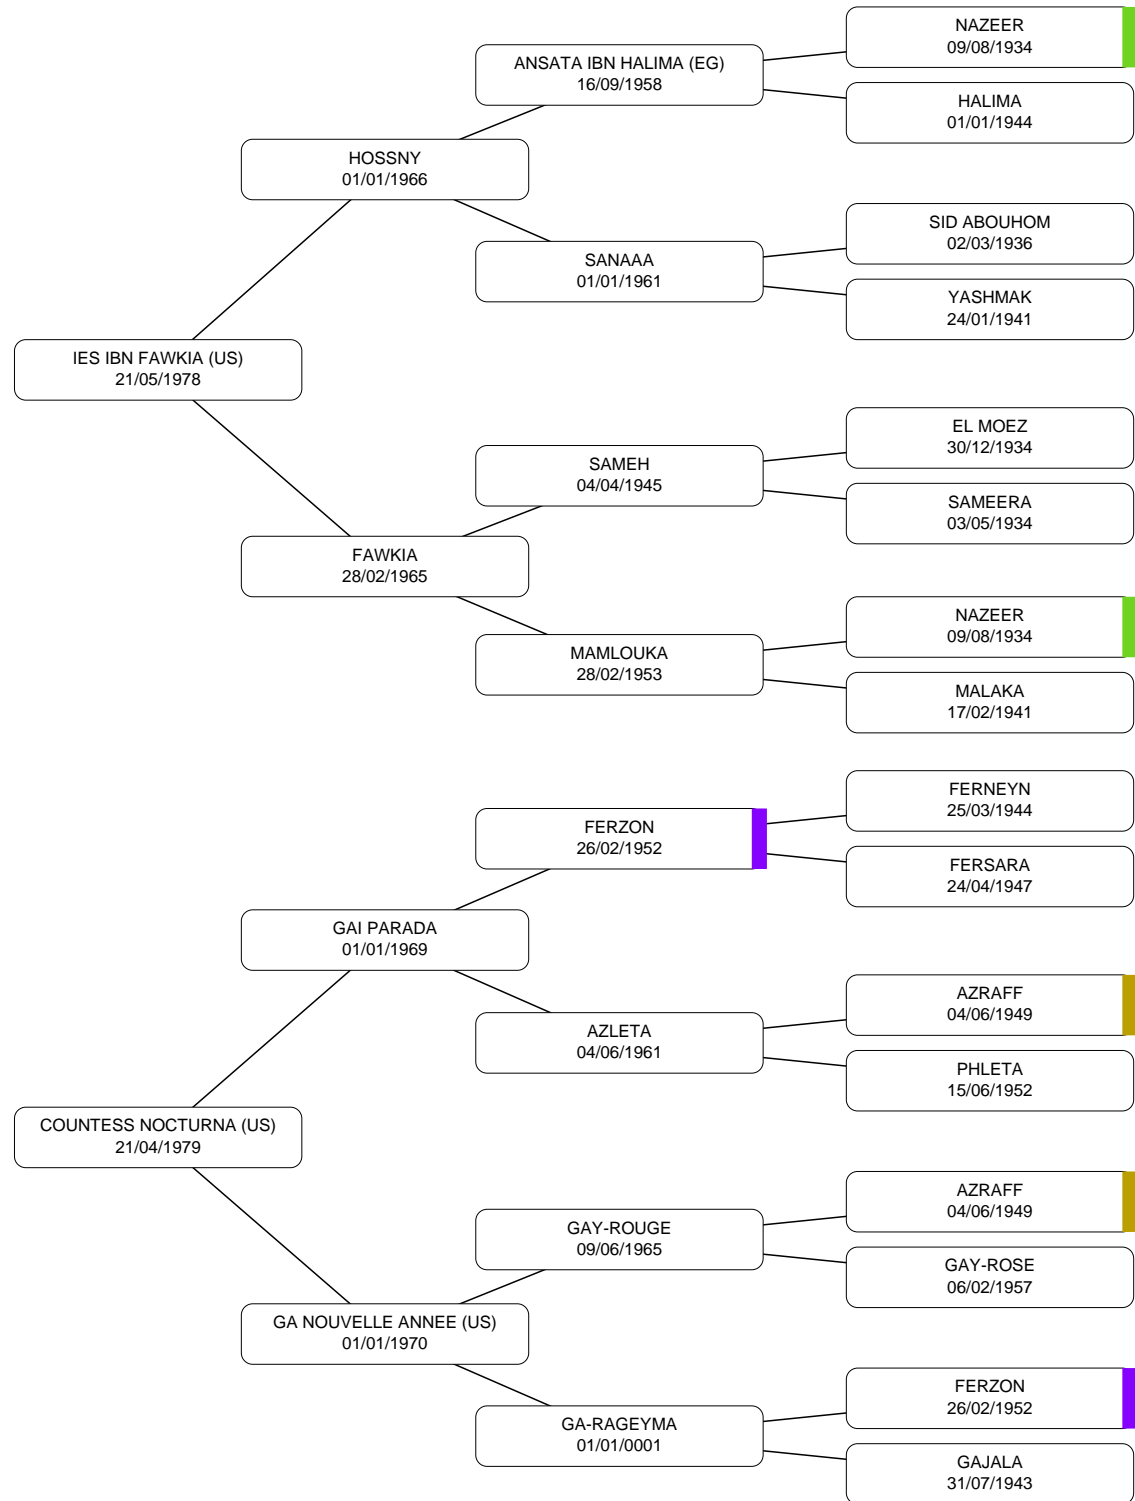 NAZEER
09/08/1934
ANSATA IBN HALIMA (EG)
16/09/1958
HALIMA
01/01/1944
HOSSNY
01/01/1966
SID ABOUHOM
02/03/1936
SANAAA
01/01/1961
YASHMAK
24/01/1941
IES IBN FAWKIA (US)
21/05/1978
EL MOEZ
30/12/1934
SAMEH
04/04/1945
SAMEERA
03/05/1934
FAWKIA
28/02/1965
NAZEER
09/08/1934
MAMLOUKA
28/02/1953
MALAKA
17/02/1941
FERNEYN
25/03/1944
FERZON
26/02/1952
FERSARA
24/04/1947
GAI PARADA
01/01/1969
AZRAFF
04/06/1949
AZLETA
04/06/1961
PHLETA
15/06/1952
COUNTESS NOCTURNA (US)
21/04/1979
AZRAFF
04/06/1949
GAY-ROUGE
09/06/1965
GAY-ROSE
06/02/1957
GA NOUVELLE ANNEE (US)
01/01/1970
FERZON
26/02/1952
GA-RAGEYMA
01/01/0001
GAJALA
31/07/1943